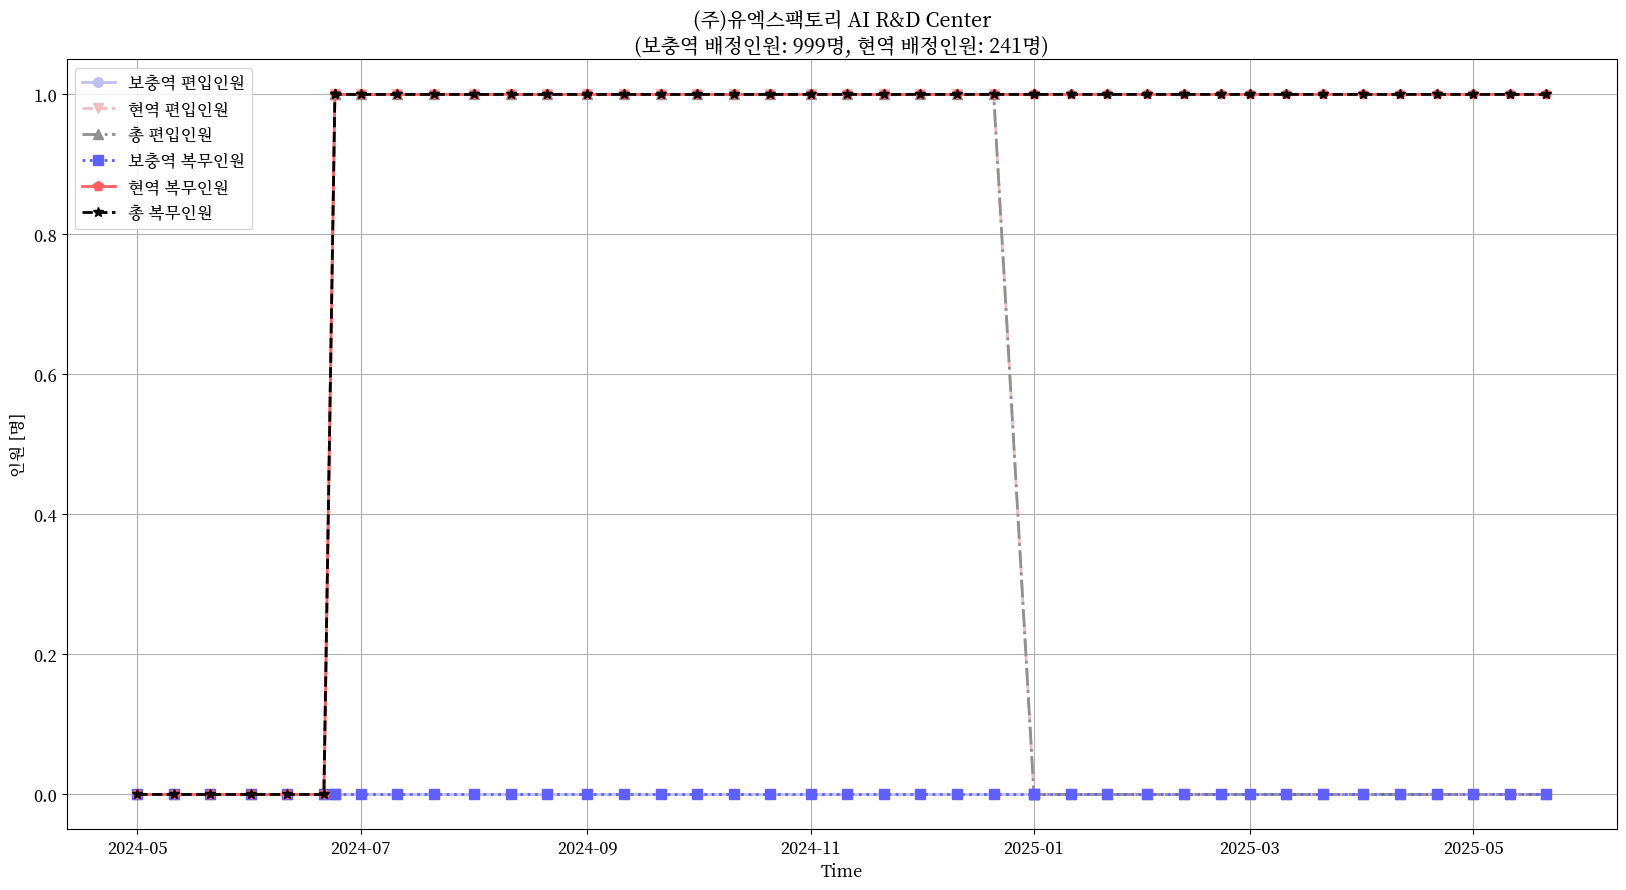 (주)유엑스팩토리 AI R&D Center
(보충역 배정인원: 999명, 현역 배정인원: 241명)
보충역 편입인원
현역 편입인원
총 편입인원
보충역 복무인원
현역 복무인원
총 복무인원
1.0
0.8
0.6
0.4
0.2
0.0
인원 [명]
2024-05
2024-07
2024-09
2024-11
2025-01
2025-03
2025-05
Time